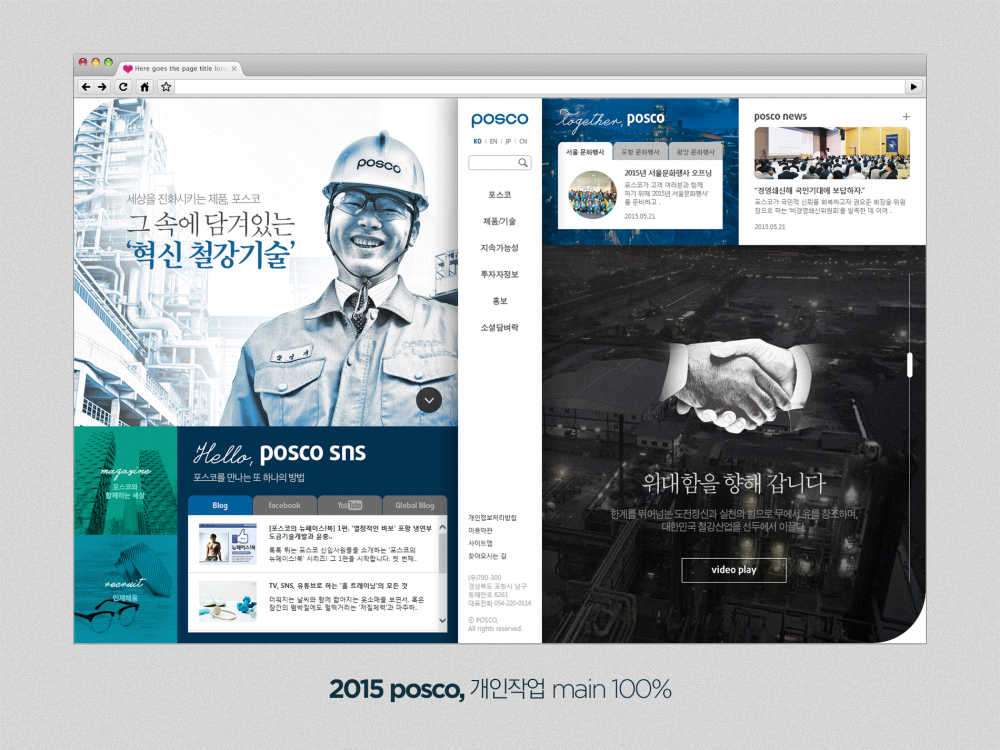 Here goes the page title lor
posco
세상을 진화시키는 제품, 포스코
그 속에 담겨있는
‘혁신 철강기술’
magazine
포스코와
함께하는 세상
recruit
인재채용
Hello, posco sns
포스코를 만나는 또 하나의 방법
Blog
facebook
YouTube
Global Blog
[포스코의 뉴페이스!북] 1편. '열정적인 바보' 포항 냉연부
도금기술개발과 윤종..
톡톡 튀는 포스코 신입사원들을 소개하는 '포스코의
뉴페이스!북' 시리즈! 그 1편을 시작합니다. 첫 번째..
TV, SNS, 유튜브로 하는 '홈 트레이닝'의 모든 것
더워지는 날씨와 함께 짧아지는 옷소매를 보면서, 혹은
잠깐의 뜀박질에도 헐떡거리는 '저질체력'과 마주하..
posco
KO | EN | JP | CN
포스코
제품/기술
지속가능성
투자자정보
홍보
소셜담벼락
개인정보처리방침
이용약관
사이트맵
찾아오시는 길
(우)790-300
경상북도 포항시 남구
동해안로 6261
대표전화 054-220-0114
ⓒ POSCO,
All rights reserved.
together, posco
서울 문화행사
포항 문화행사
광양 문화행사
2015년 서울문화행사 오프닝
포스코가 고객 여러분과 함께
하기 위해 '2015년 서울문화행사'
를 준비하고 ..
2015.05.21
posco news
“경영쇄신해 국민기대에 보답하자.”
포스코가 국민적 신뢰를 회복하고자 권오준 회장을 위원
장으로 하는 '비경영쇄신위원회'를 발족한 데 이어 ..
2015.05.21
위대함을 향해 갑니다
한계를 뛰어넘는 도전정신과 실천의 힘으로 무에서 유를 창조하며,
대한민국 철강산업을 선두에서 이끌다.
video play
2015 posco, 개인작업 main 100%